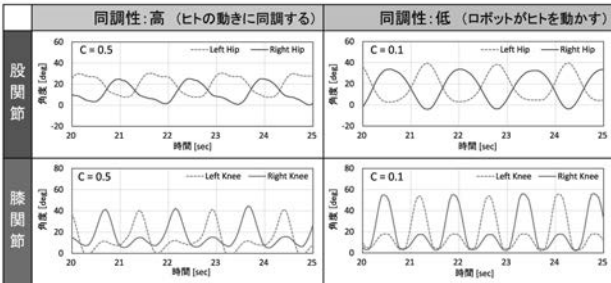 同調性：高 （ヒトの動きに同調する）
同調性：低 （ロボットがヒトを動かす）
股関節
C = 0.5
Left Hip
Right Hip
角度 [deg]
60
40
20
0
-20
20 21 22 23 24 25
時間 [sec]
C = 0.1
Left Hip
Right Hip
角度 [deg]
60
40
20
0
-20
20 21 22 23 24 25
時間 [sec]
膝関節
C = 0.5
Left Knee
Right Knee
角度 [deg]
80
60
40
20
0
20 21 22 23 24 25
時間 [sec]
C = 0.1
Left Knee
Right Knee
角度 [deg]
80
60
40
20
0
20 21 22 23 24 25
時間 [sec]